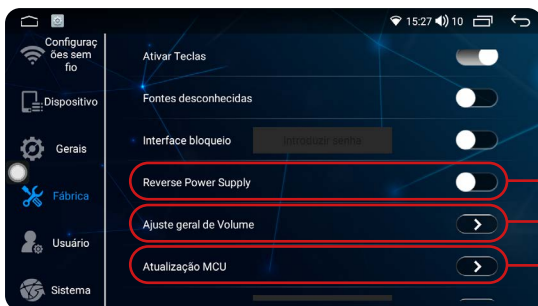 15:27 10
Configuraç
ões sem
fio
Dispositivo
Gerais
Fábrica
Usuário
Sistema
Ativar Teclas
Fontes desconhecidas
Interface bloqueio introduzir senha
Reverse Power Supply
Ajuste geral de Volume
Atualização MCU